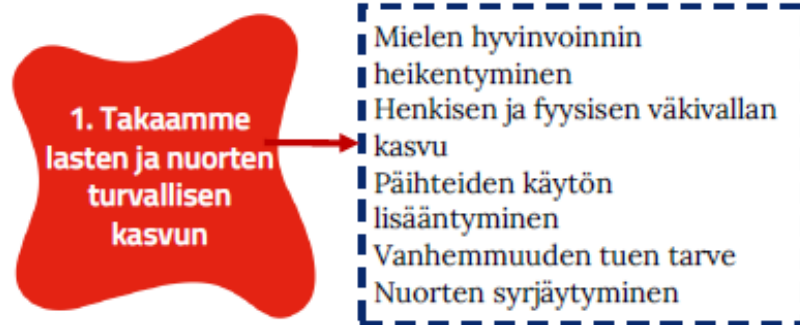 1. Takaamme
lasten ja nuorten
turvallisen
kasvun
Mielen hyvinvoinnin
heikentyminen
Henkisen ja fyysisen väkivallan
kasvu
Päihteiden käytön
lisääntyminen
Vanhemmuuden tuen tarve
Nuorten syrjäytyminen